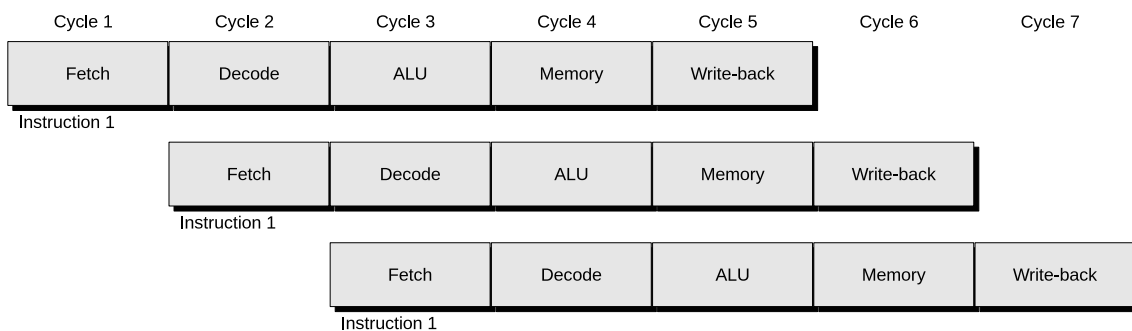 Cycle 1 Cycle 2 Cycle 3 Cycle 4 Cycle 5 Cycle 6 Cycle 7
Fetch Decode ALU Memory Write-back
Instruction 1
Fetch Decode ALU Memory Write-back
Instruction 1
Fetch Decode ALU Memory Write-back
Instruction 1